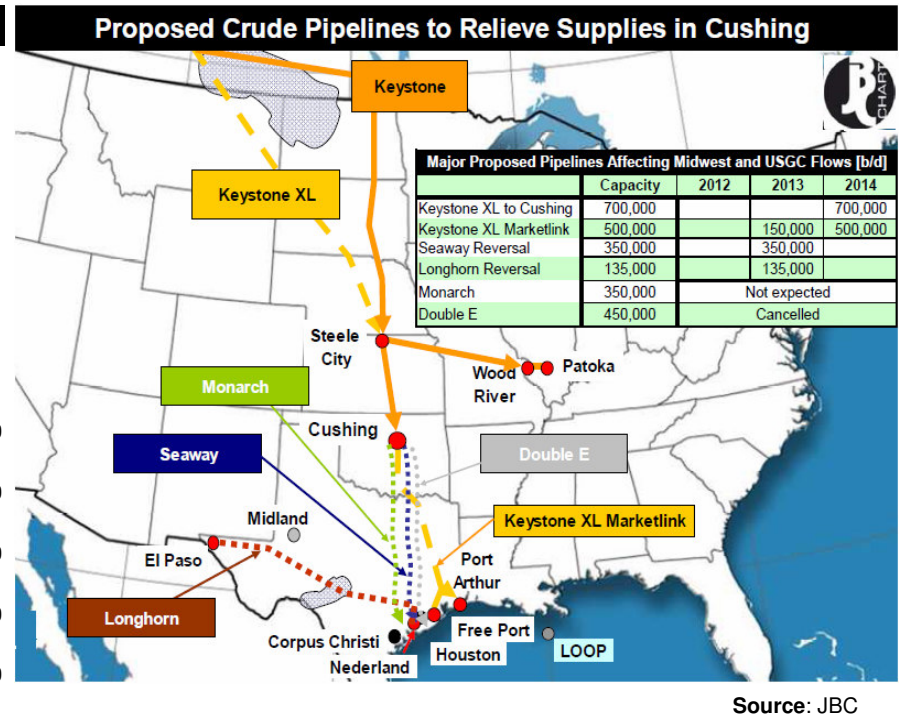 Proposed Crude Pipelines to Relieve Supplies in Cushing
JBC
CHART
Keystone
Keystone XL
Major Proposed Pipelines Affecting Midwest and USGC Flows [b/d]
Capacity 2012 2013 2014
Keystone XL to Cushing 700,000 700,000
Keystone XL Marketlink 500,000 150,000 500,000
Seaway Reversal 350,000 350,000
Longhorn Reversal 135,000 135,000
Monarch 350,000 Not expected
Double E 450,000 Cancelled
Steele
City
Wood
River
Patoka
Monarch
Cushing
Seaway
Double E
Midland
Keystone XL Marketlink
El Paso
Port
Arthur
Longhorn
Corpus Christi
Free Port
Houston
LOOP
Nederland
Source: JBC